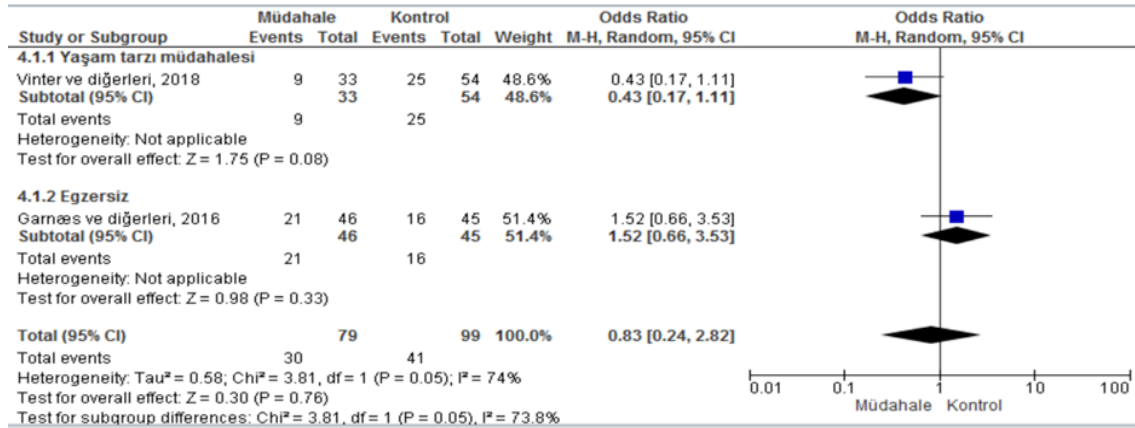 Müdahale Kontrol Odds Ratio Odds Ratio
Study or Subgroup Events Total Events Total Weight M-H, Random, 95% CI M-H, Random, 95% CI
4.1.1 Yaşam tarzı müdahalesi
Vinter ve diğerleri, 2018 9 33 25 54 48.6% 0.43 [0.17, 1.11]
Subtotal (95% CI) 33 54 48.6% 0.43 [0.17, 1.11]
Total events 9 25
Heterogeneity: Not applicable
Test for overall effect: Z = 1.75 (P = 0.08)
4.1.2 Egzersiz
Garnæs ve diğerleri, 2016 21 46 16 45 51.4% 1.52 [0.66, 3.53]
Subtotal (95% CI) 46 45 51.4% 1.52 [0.66, 3.53]
Total events 21 16
Heterogeneity: Not applicable
Test for overall effect: Z = 0.98 (P = 0.33)
Total (95% CI) 79 99 100.0% 0.83 [0.24, 2.82]
Total events 30 41
Heterogeneity: Tau² = 0.58; Chi² = 3.81, df = 1 (P = 0.05); I² = 74%
Test for overall effect: Z = 0.30 (P = 0.76)
Test for subgroup differences: Chi² = 3.81, df = 1 (P = 0.05), I² = 73.8%
0.01 0.1 1 10 100
Müdahale Kontrol